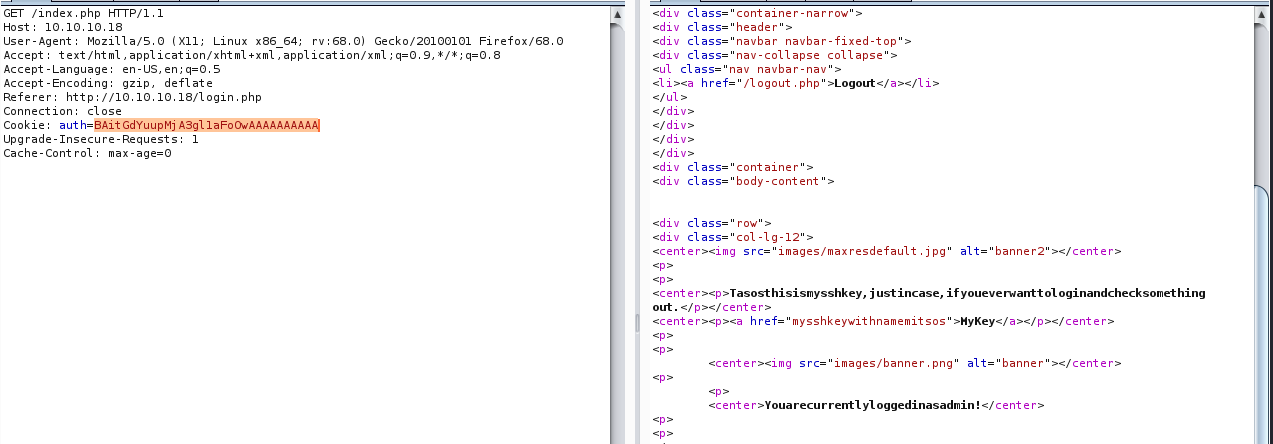 GET /index.php HTTP/1.1
Host: 10.10.10.18
User-Agent: Mozilla/5.0 (X11; Linux x86_64; rv:68.0) Gecko/20100101 Firefox/68.0
Accept: text/html,application/xhtml+xml,application/xml;q=0.9,*/*;q=0.8
Accept-Language: en-US,en;q=0.5
Accept-Encoding: gzip, deflate
Referer: http://10.10.10.18/login.php
Connection: close
Cookie: auth=BAitGdYuupMjA3gl1aFoOwAAAAAAAAAA
Upgrade-Insecure-Requests: 1
Cache-Control: max-age=0
<div class="container-narrow">
<div class="header">
<div class="navbar navbar-fixed-top">
<div class="nav-collapse collapse">
<ul class="nav navbar-nav">
<li><a href="/logout.php">Logout</a></li>
</ul>
</div>
</div>
</div>
</div>
<div class="container">
<div class="body-content">
<div class="row">
<div class="col-lg-12">
<center><img src="images/maxresdefault.jpg" alt="banner2"></center>
<p>
<p>
<center><p>Tasosthisismysshkey,justincase,ifyoueverwanttologinandchecksomething
out.</p></center>
<center><p><a href="mysshkeywithnamemitsos">MyKey</a></p></center>
<p>
<p>
<center><img src="images/banner.png" alt="banner"></center>
<p>
<p>
<center>Youarecurrentlyloggedinasadmin!</center>
<p>
<p>